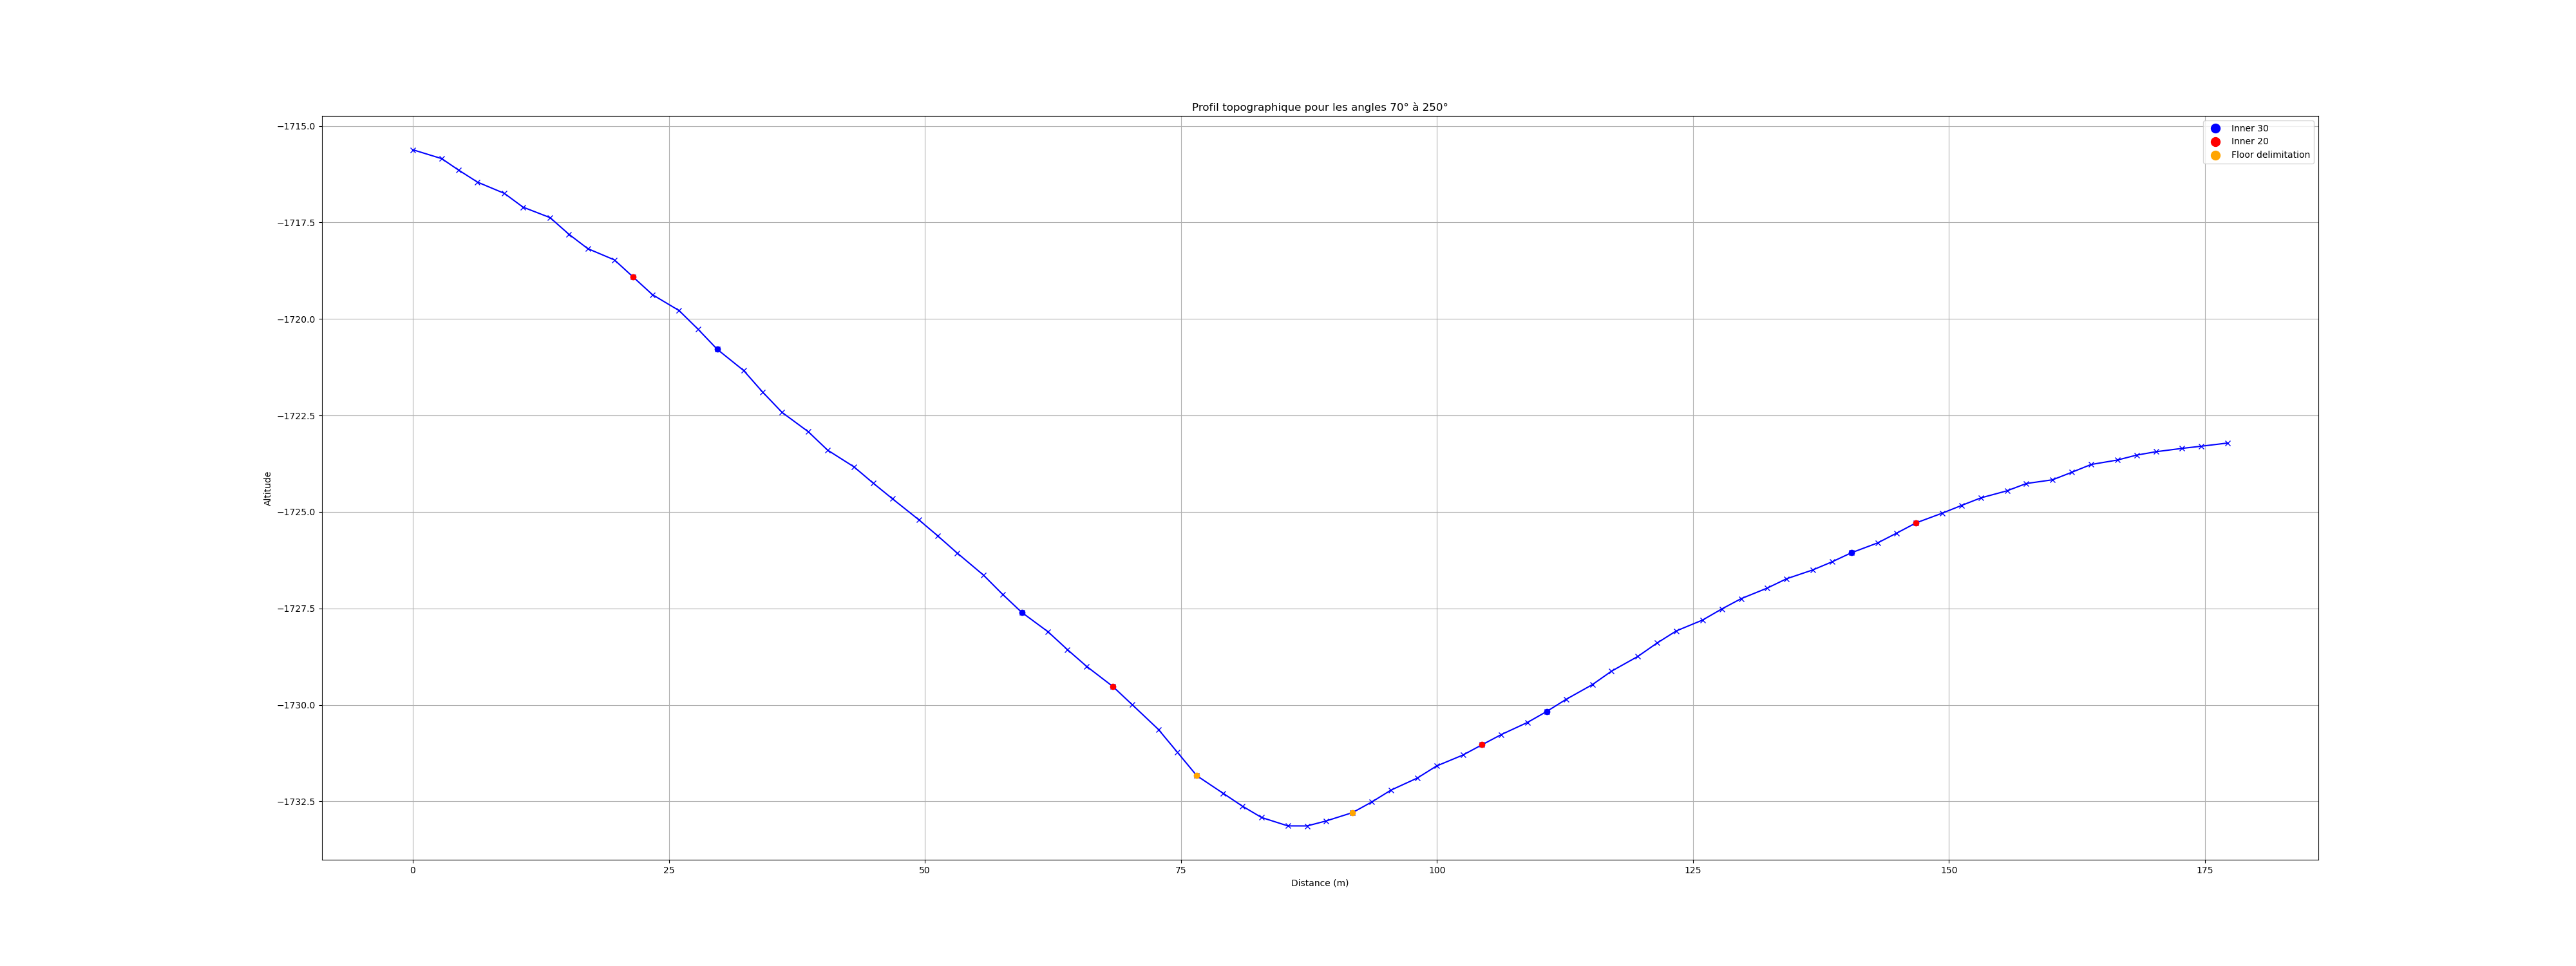 Profil topographique pour les angles 70° à 250°
Inner 30
Inner 20
Floor delimitation
−1715.0
−1717.5
−1720.0
−1722.5
−1725.0
−1727.5
−1730.0
−1732.5
Altitude
0 25 50 75 100 125 150 175
Distance (m)